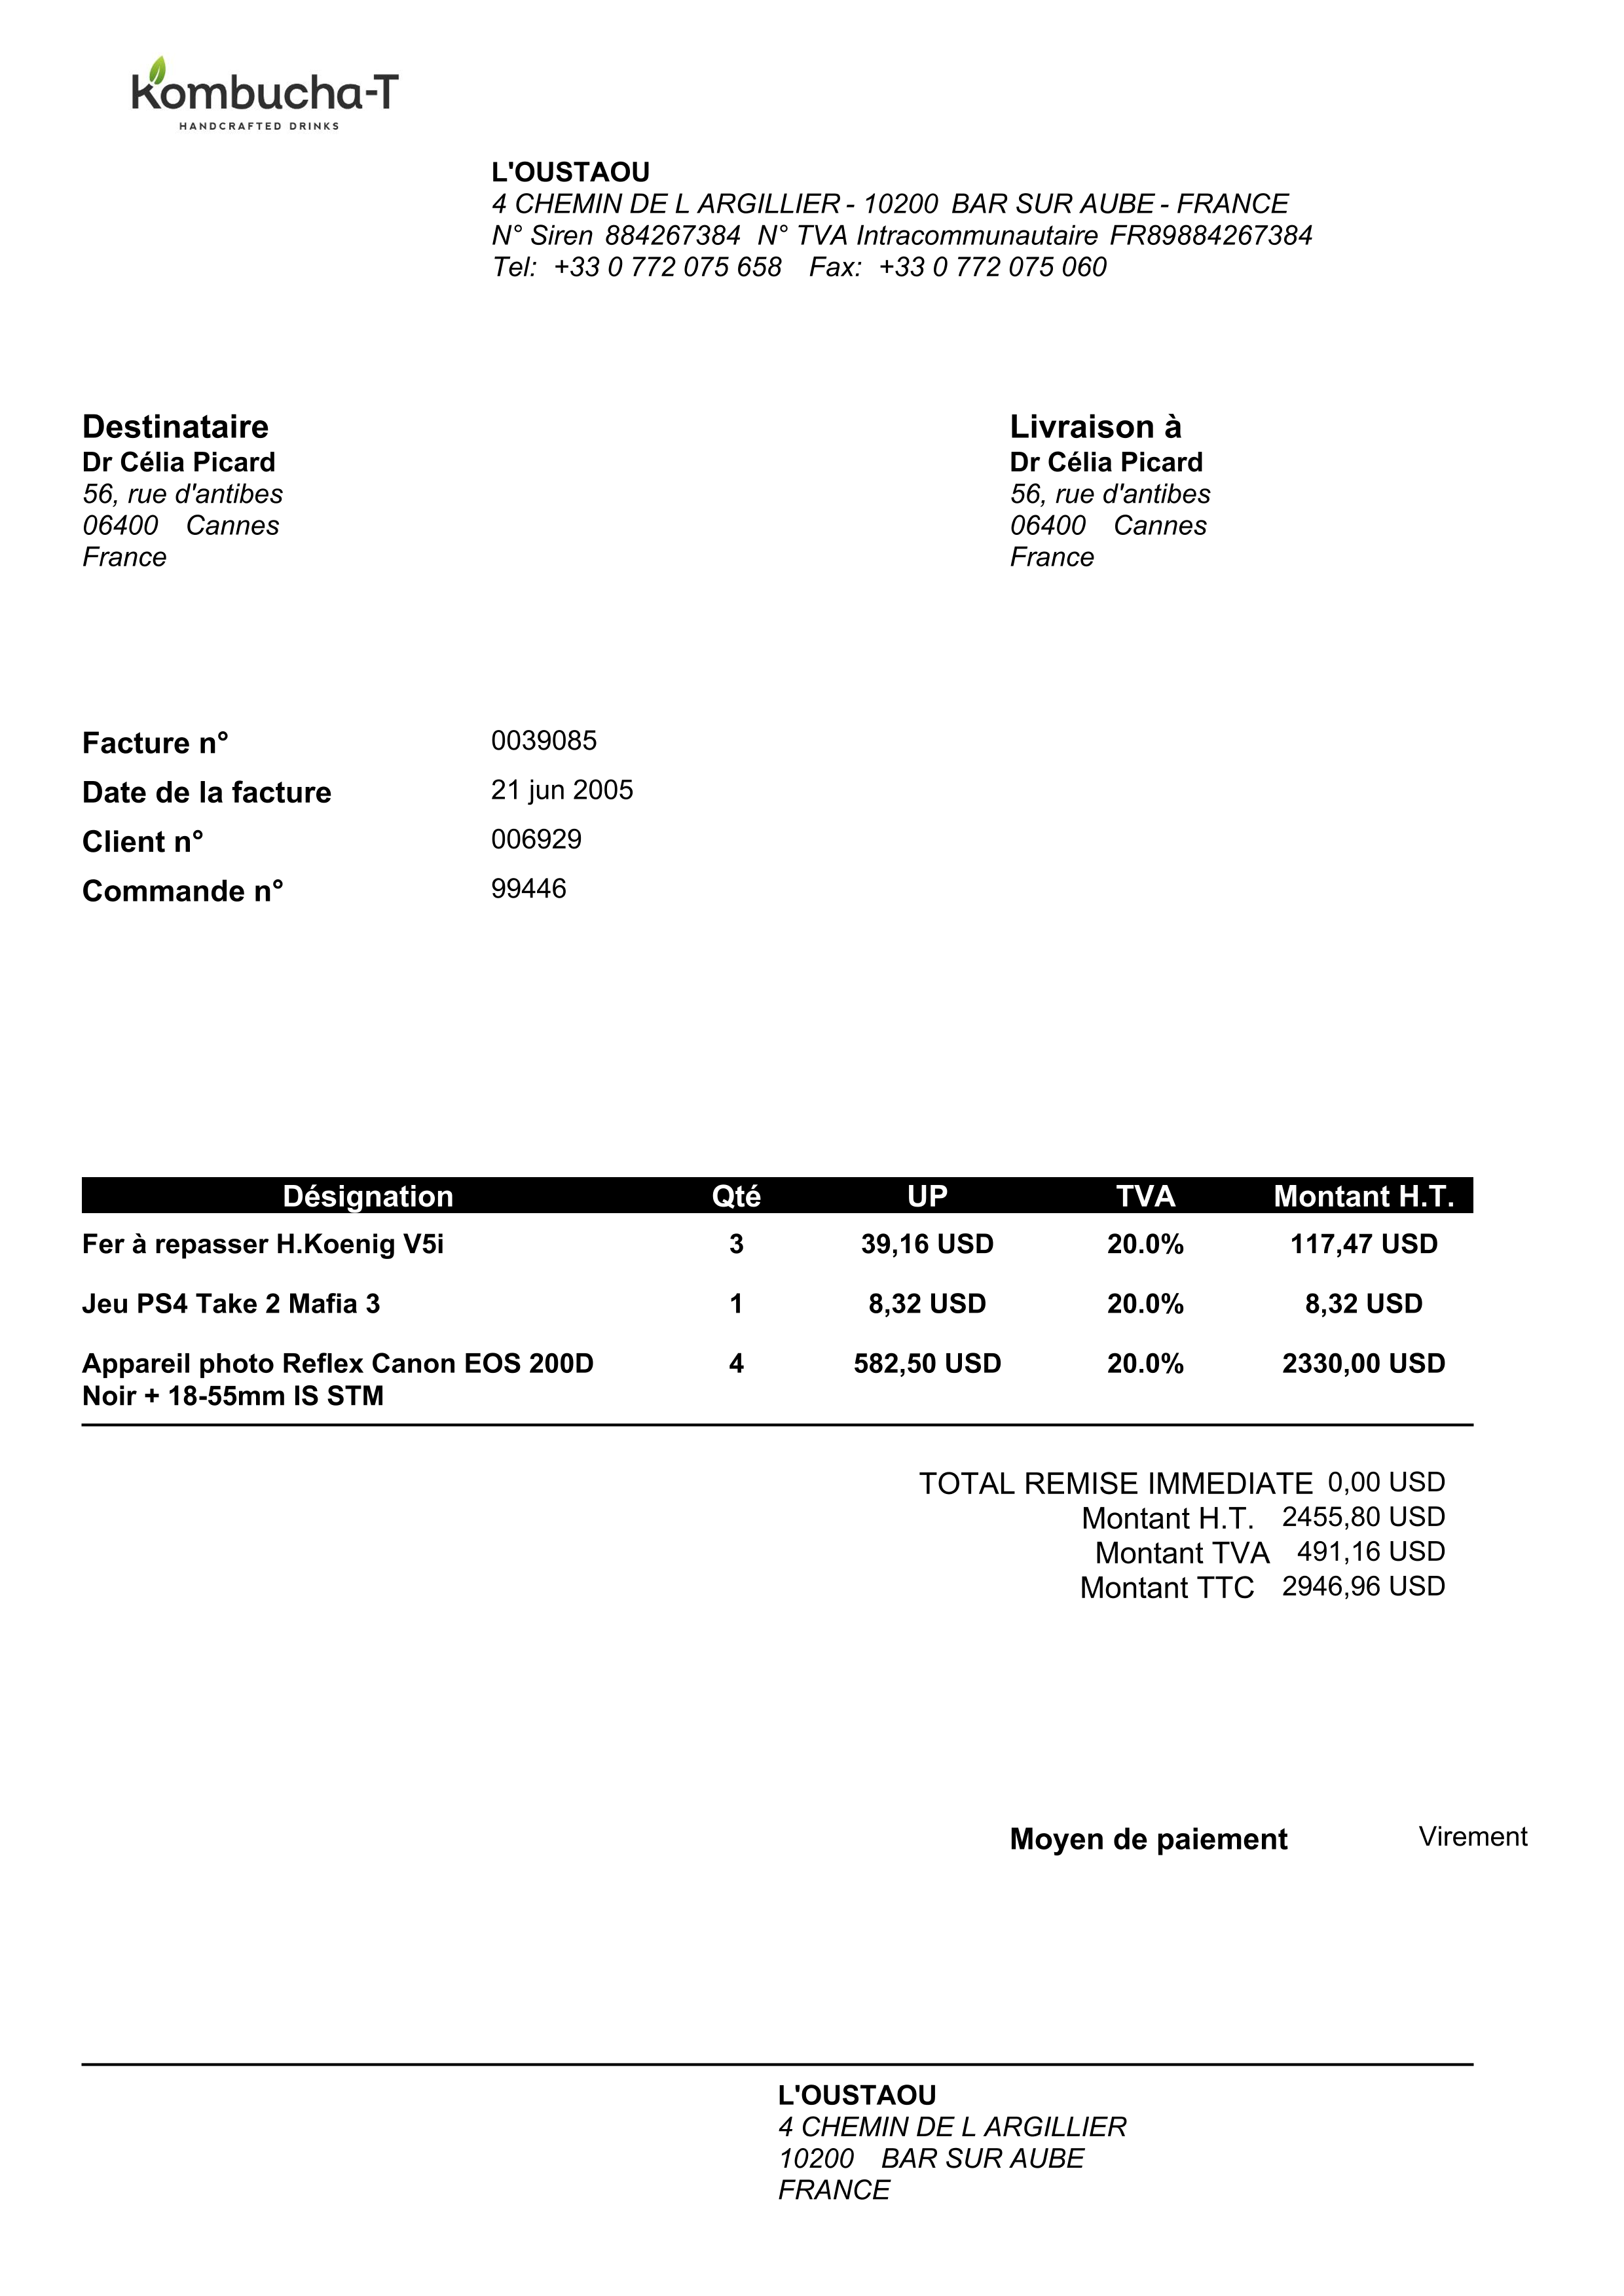 Kombucha-T
HANDCRAFTED DRINKS
L'OUSTAOU
4 CHEMIN DE L ARGILLIER - 10200 BAR SUR AUBE - FRANCE
N° Siren 884267384 N° TVA Intracommunautaire FR89884267384
Tel: +33 0 772 075 658 Fax: +33 0 772 075 060
Destinataire
Dr Célia Picard
56, rue d'antibes
06400 Cannes
France
Livraison à
Dr Célia Picard
56, rue d'antibes
06400 Cannes
France
Facture n° 0039085
Date de la facture 21 jun 2005
Client n° 006929
Commande n° 99446
Désignation Qté UP TVA Montant H.T.
Fer à repasser H.Koenig V5i 3 39,16 USD 20.0% 117,47 USD
Jeu PS4 Take 2 Mafia 3 1 8,32 USD 20.0% 8,32 USD
Appareil photo Reflex Canon EOS 200D 4 582,50 USD 20.0% 2330,00 USD
Noir + 18-55mm IS STM
TOTAL REMISE IMMEDIATE 0,00 USD
Montant H.T. 2455,80 USD
Montant TVA 491,16 USD
Montant TTC 2946,96 USD
Moyen de paiement Virement
L'OUSTAOU
4 CHEMIN DE L ARGILLIER
10200 BAR SUR AUBE
FRANCE